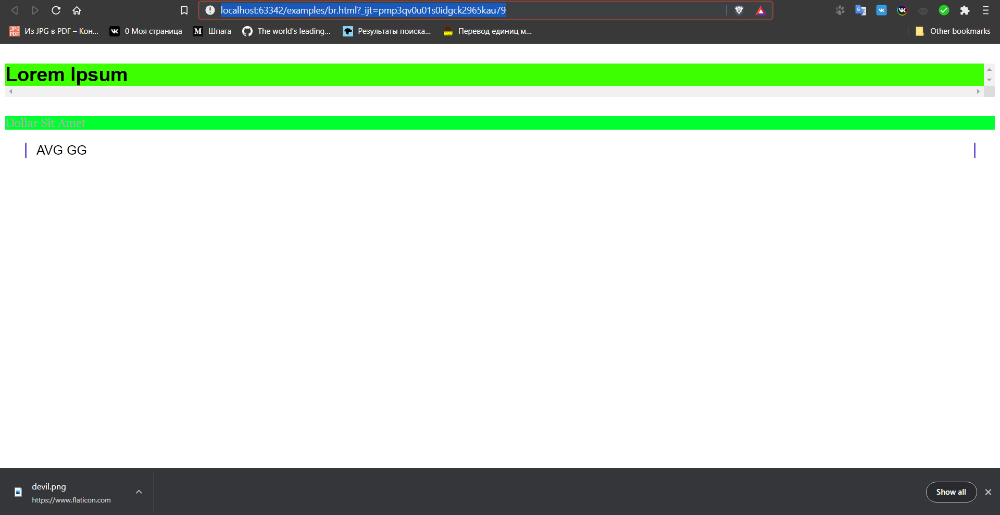 localhost:63342/examples/br.html?_ijt=pmp3qv0u01s0idgck2965kau79
Из JPG в PDF – Кон...
0 Моя страница
Шпага
The world's leading...
Результаты поиска...
Перевод единиц м...
Other bookmarks
Lorem Ipsum
Dollar Sit Amet
AVG GG
devil.png
https://www.flaticon.com
Show all